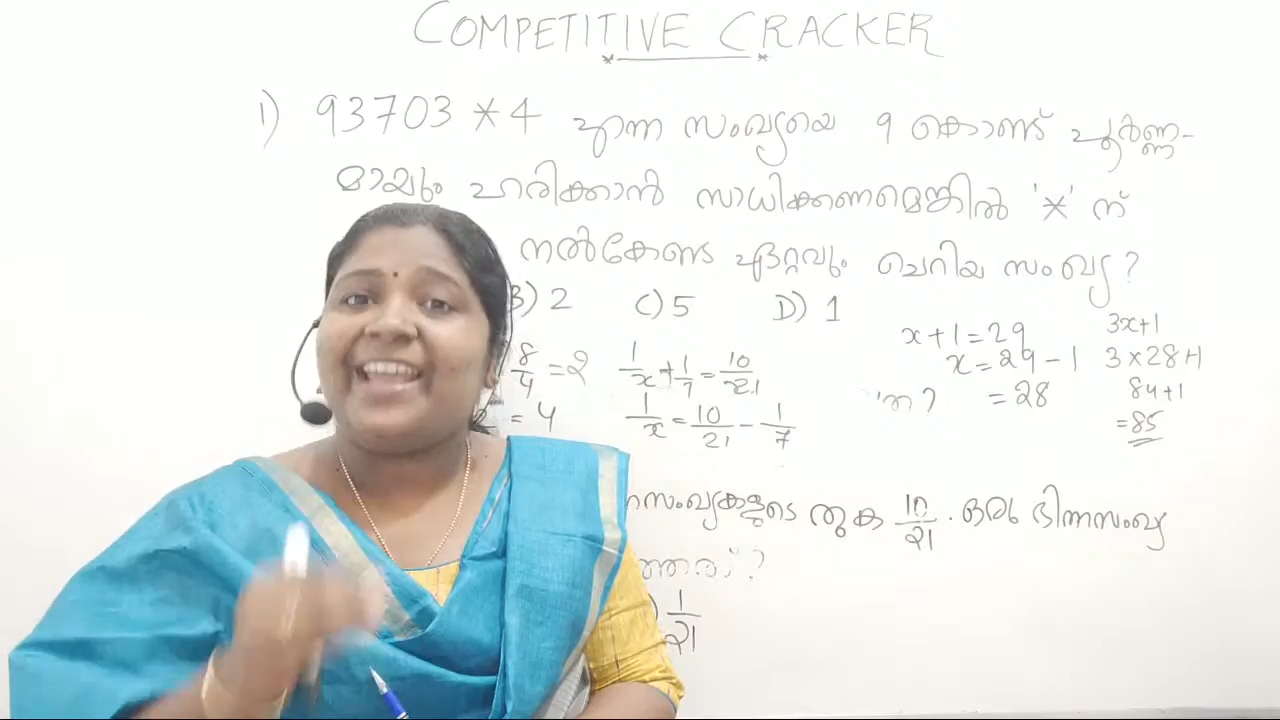 COMPETITIVE CRACKER
1) 93703 * 4 എന്ന സംഖ്യയെ 9 കൊണ്ട് പൂർണ്ണ-
മായും ഹരിക്കാൻ സാധിക്കണമെങ്കിൽ '*' ന്
നൽകേണ്ട ഏറ്റവും ചെറിയ സംഖ്യ?
B) 2 C) 5 D) 1
8/4 = 2 1/x + 1/7 = 10/21 x + 1 = 29 3x+1
= 4 1/x = 10/21 - 1/7 x = 29 - 1 3 x 28 + 1
= 28 84 + 1
= 85
സംഖ്യകളുടെ തുക 10/21 . ഒരു ഭിന്നസംഖ്യ
1/21